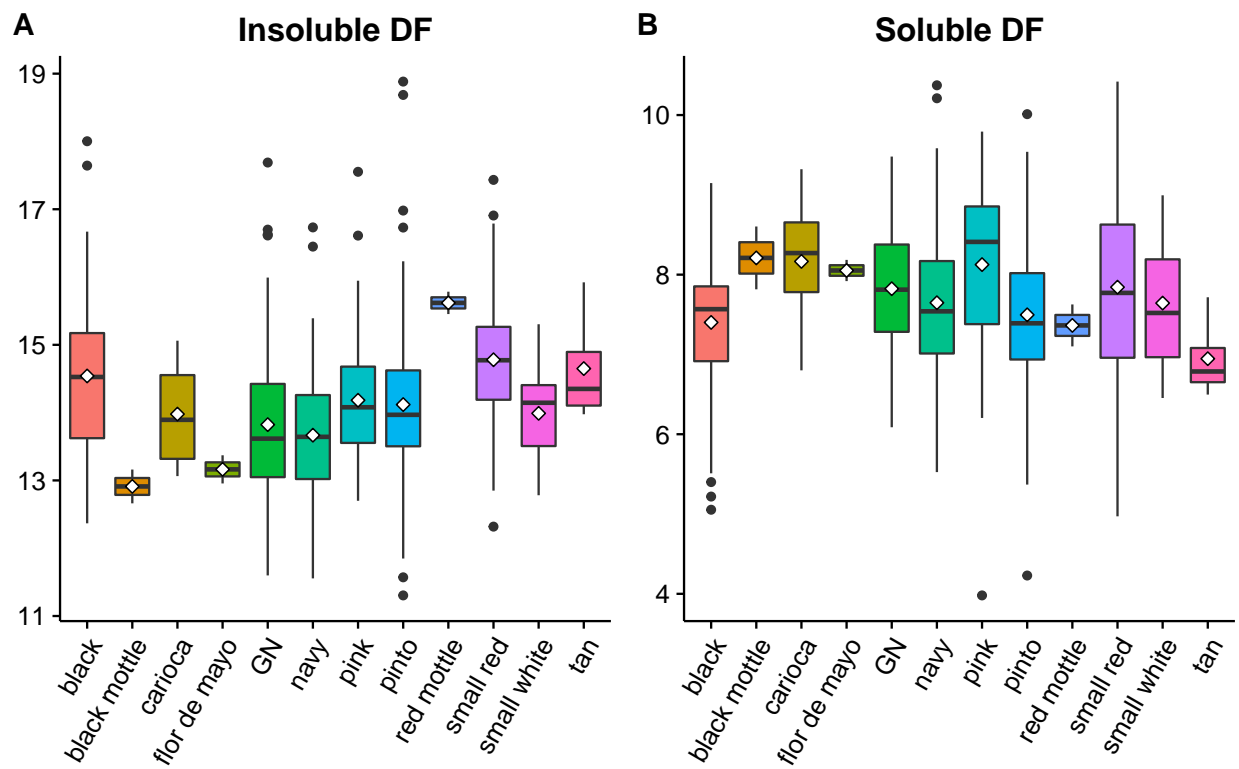 A
Insoluble DF
19
17
15
13
11
black
black mottle
carioca
flor de mayo
GN
navy
pink
pinto
red mottle
small red
small white
tan
B
Soluble DF
10
8
6
4
black
black mottle
carioca
flor de mayo
GN
navy
pink
pinto
red mottle
small red
small white
tan